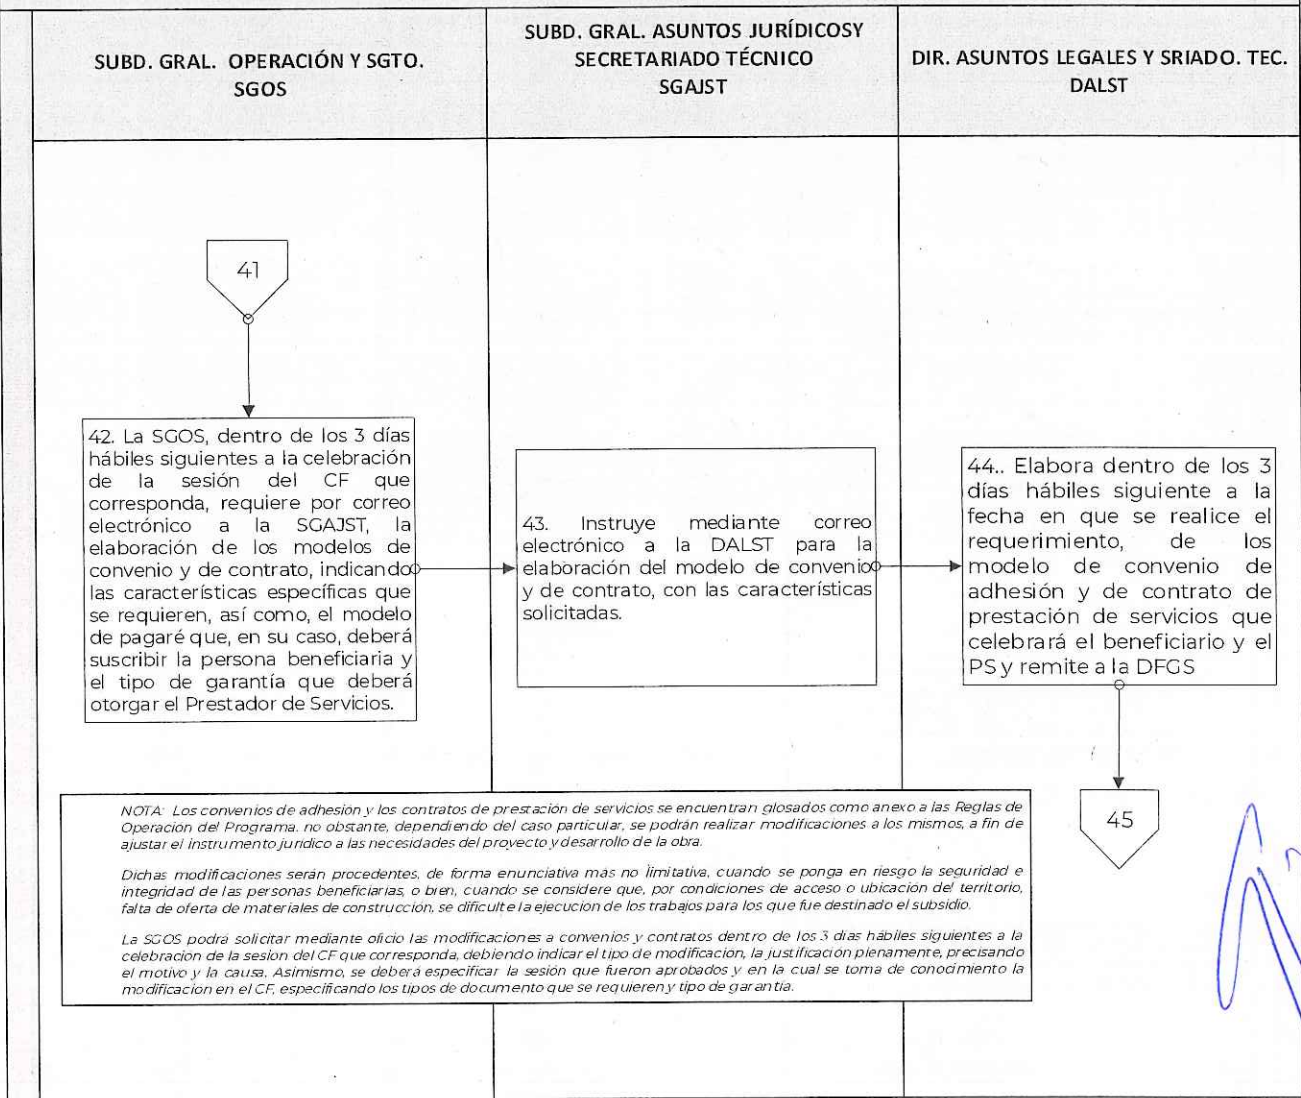 SUBD. GRAL. OPERACIÓN Y SGTO.
SGOS
SUBD. GRAL. ASUNTOS JURÍDICOSY
SECRETARIADO TÉCNICO
SGAJST
DIR. ASUNTOS LEGALES Y SRIADO. TEC.
DALST
41
42. La SGOS, dentro de los 3 días
hábiles siguientes a la celebración
de la sesión del CF que
corresponda, requiere por correo
electrónico a la SGAJST, la
elaboración de los modelos de
convenio y de contrato, indicando
las características específicas que
se requieren, así como, el modelo
de pagaré que, en su caso, deberá
suscribir la persona beneficiaria y
el tipo de garantía que deberá
otorgar el Prestador de Servicios.
43. Instruye mediante correo
electrónico a la DALST para la
elaboración del modelo de convenio
y de contrato, con las características
solicitadas.
44.. Elabora dentro de los 3
días hábiles siguiente a la
fecha en que se realice el
requerimiento, de los
modelo de convenio de
adhesión y de contrato de
prestación de servicios que
celebrará el beneficiario y el
PS y remite a la DFGS
45
NOTA: Los convenios de adhesión y los contratos de prestación de servicios se encuentran glosados como anexo a las Reglas de
Operación del Programa. no obstante, dependiendo del caso particular, se podrán realizar modificaciones a los mismos, a fin de
ajustar el instrumento jurídico a las necesidades del proyecto y desarrollo de la obra.
Dichas modificaciones serán procedentes, de forma enunciativa mas no limitativa, cuando se ponga en riesgo la seguridad e
integridad de las personas beneficiarias, o bien, cuando se considere que, por condiciones de acceso o ubicación del territorio,
falta de oferta de materiales de construcción, se dificulte la ejecución de los trabajos para los que fue destinado el subsidio.
La SGOS podrá solicitar mediante oficio las modificaciones a convenios y contratos dentro de los 3 días hábiles siguientes a la
celebración de la sesión del CF que corresponda, debiendo indicar el tipo de modificación, la justificación plenamente, precisando
el motivo y la causa. Asimismo, se deberá especificar la sesión que fueron aprobados y en la cual se toma de conocimiento la
modificación en el CF, especificando los tipos de documento que se requieren y tipo de garantía.